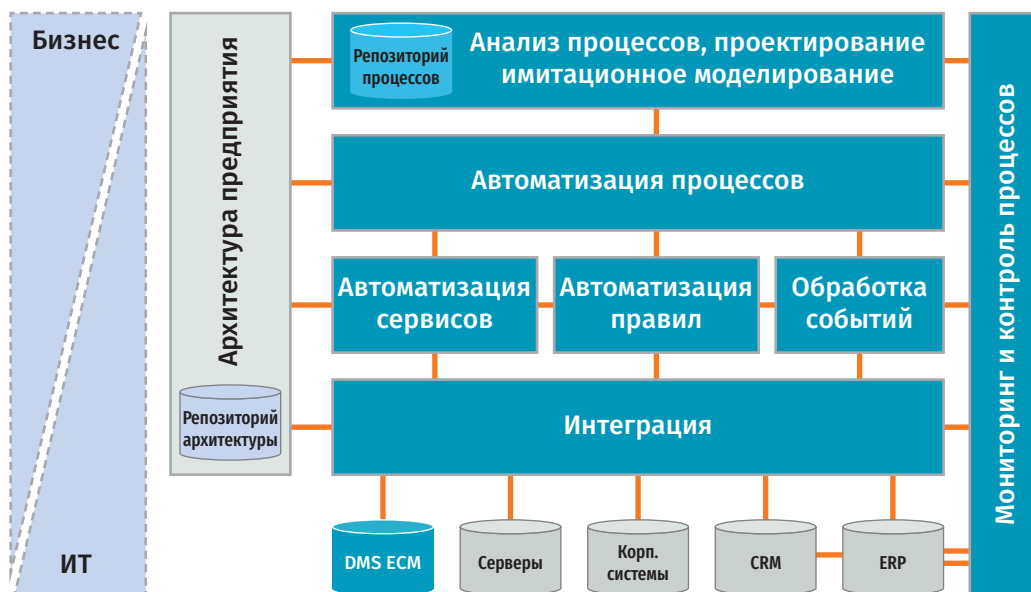 Бизнес
ИТ
Архитектура предприятия
Репозиторий
архитектуры
Репозиторий
процессов
Анализ процессов, проектирование
имитационное моделирование
Автоматизация процессов
Автоматизация
сервисов
Автоматизация
правил
Обработка
событий
Интеграция
DMS ECM
Серверы
Корп.
системы
CRM
ERP
Мониторинг и контроль процессов